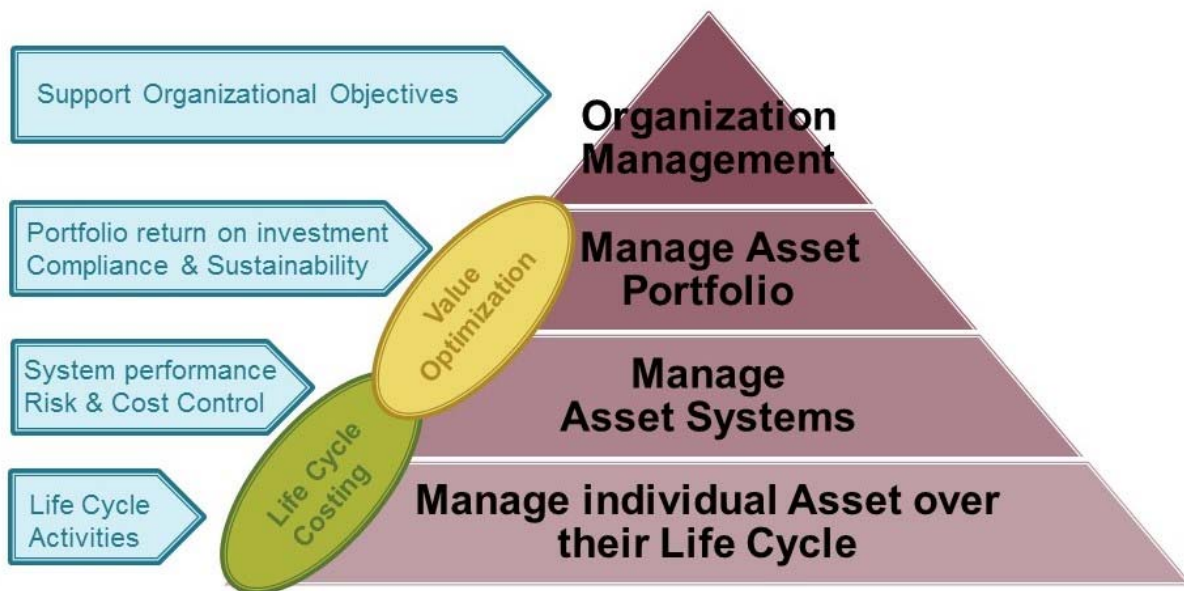 Support Organizational Objectives
Organization
Management
Portfolio return on investment
Compliance & Sustainability
Value
Optimization
Manage Asset
Portfolio
System performance
Risk & Cost Control
Manage
Asset Systems
Life Cycle
Activities
Life Cycle
Costing
Manage individual Asset over
their Life Cycle